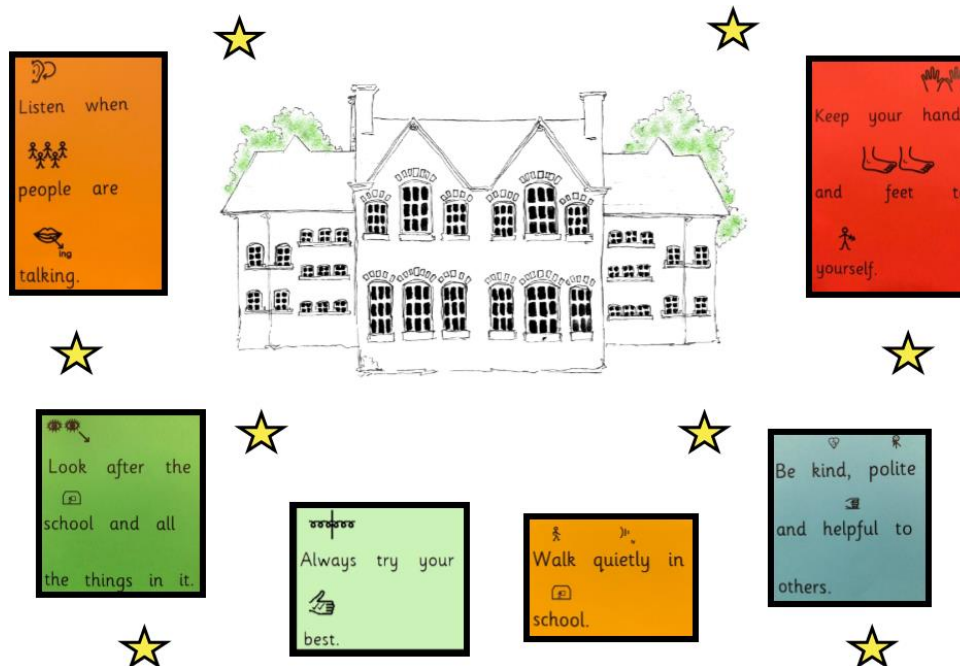 Listen when
people are
ing
talking.
Keep your hand
and feet t
yourself.
Look after the
school and all
the things in it.
Always try your
best.
Walk quietly in
school.
Be kind, polite
and helpful to
others.